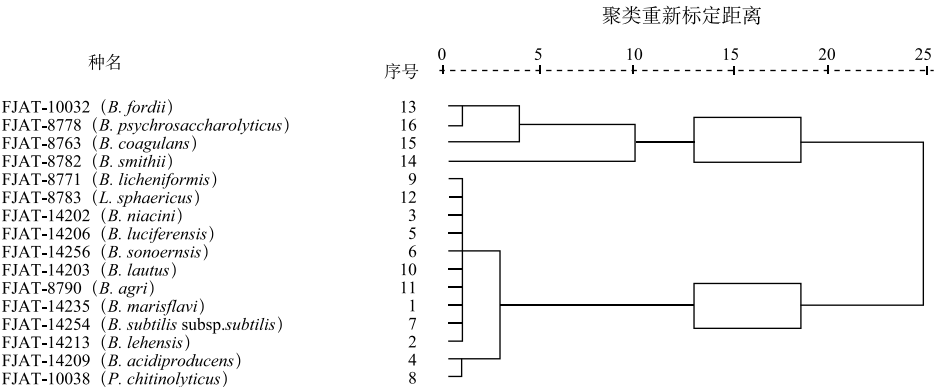 聚类重新标定距离
0 5 10 15 20 25
种名 序号
FJAT-10032（B. fordii） 13
FJAT-8778（B. psychrosaccharolyticus） 16
FJAT-8763（B. coagulans） 15
FJAT-8782（B. smithii） 14
FJAT-8771（B. licheniformis） 9
FJAT-8783（L. sphaericus） 12
FJAT-14202（B. niacini） 3
FJAT-14206（B. luciferensis） 5
FJAT-14256（B. sonoernsis） 6
FJAT-14203（B. lautus） 10
FJAT-8790（B. agri） 11
FJAT-14235（B. marisflavi） 1
FJAT-14254（B. subtilis subsp.subtilis） 7
FJAT-14213（B. lehensis） 2
FJAT-14209（B. acidiproducens） 4
FJAT-10038（P. chitinolyticus） 8